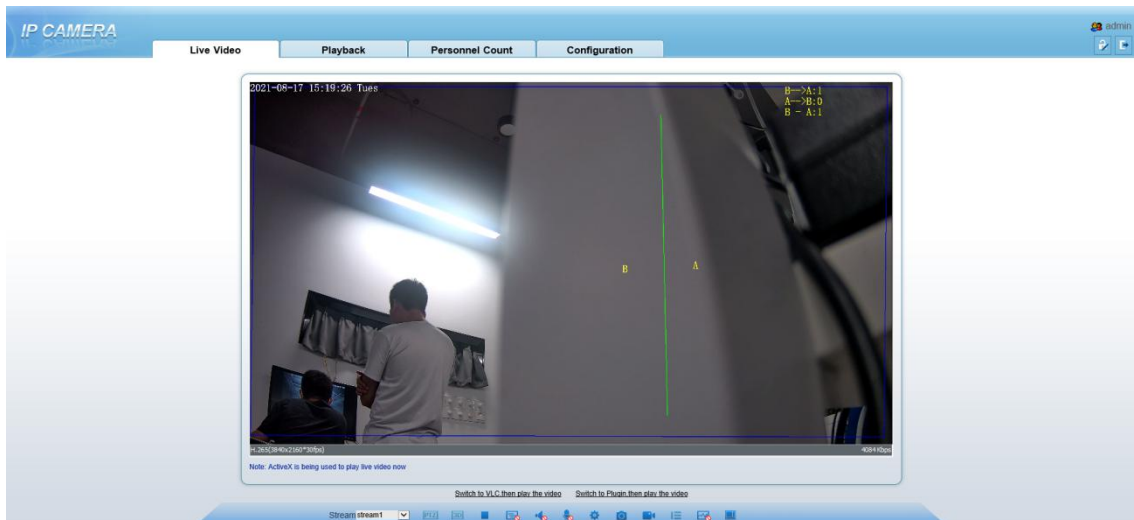 IP CAMERA
admin
Live Video
Playback
Personnel Count
Configuration
2021-08-17 15:19:26 Tues
B-->A:1
A-->B:0
B - A:1
B
A
H.265(3840x2160*30fps)
4084 Kbps
Note: ActiveX is being used to play live video now
Switch to VLC,then play the video Switch to Plugin,then play the video
Stream stream1